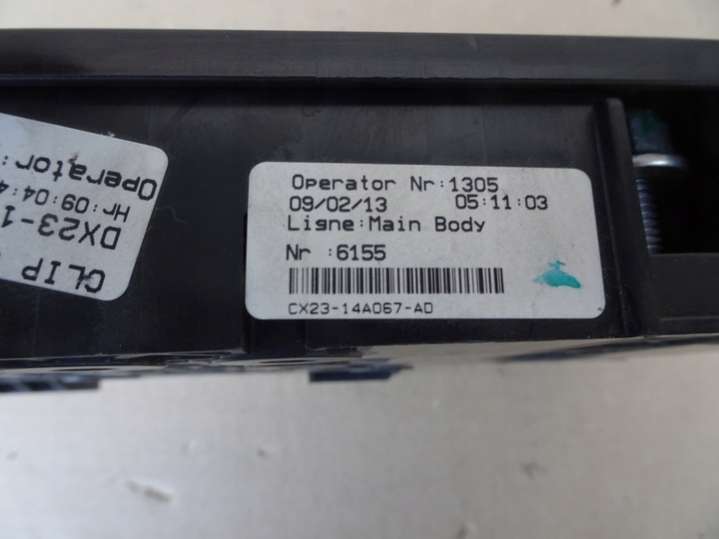 Operator Nr:1305
09/02/13 05:11:03
Ligne:Main Body
Nr :6155
CX23-14A067-AD
CLIP
DX23-1
Hr:09:04:4
Operator: